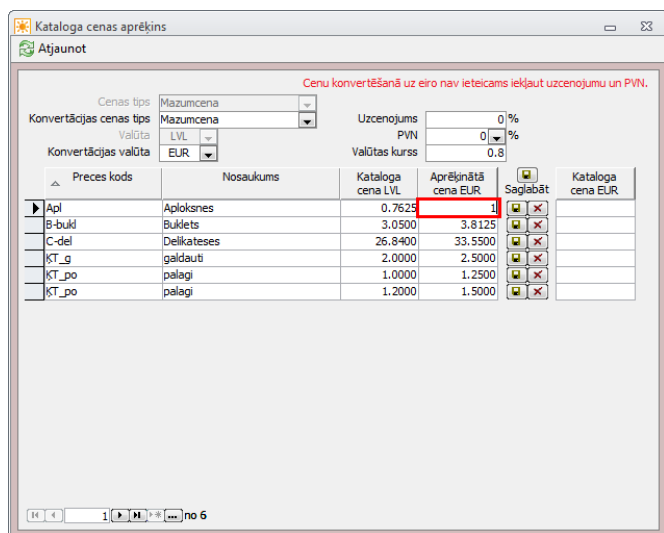 Kataloga cenas aprēķins
Atjaunot
Cenu konvertēšanā uz eiro nav ieteicams iekļaut uzcenojumu un PVN.
Cenas tips Mazumcena
Konvertācijas cenas tips Mazumcena Uzcenojums 0 %
Valūta LVL PVN 0 %
Konvertācijas valūta EUR Valūtas kurss 0.8
Preces kods Nosaukums Kataloga cena LVL Aprēķinātā cena EUR Saglabāt Kataloga cena EUR
Apl Aploksnes 0.7625 1
B-bukl Buklets 3.0500 3.8125
C-del Delikateses 26.8400 33.5500
ĶT_g galdauti 2.0000 2.5000
ĶT_po palagi 1.0000 1.2500
ĶT_po palagi 1.2000 1.5000
1 no 6